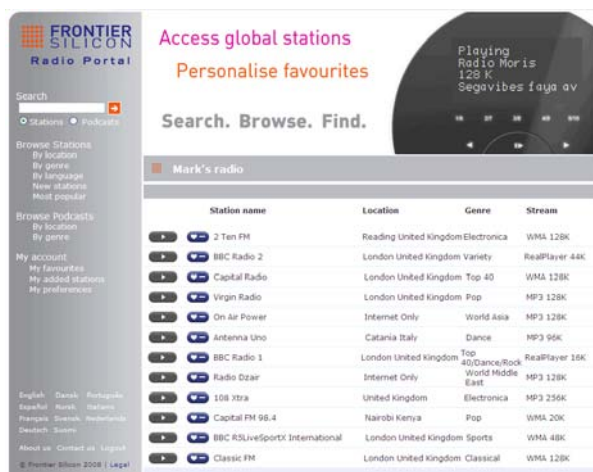 FRONTIER
SILICON
Radio Portal
Search
Stations Podcasts
Browse Stations
By location
By genre
By language
New stations
Most popular
Browse Podcasts
By location
By genre
My account
My favourites
My added stations
My preferences
English Dansk Português
Español Norsk Italiano
Français Svensk Nederlands
Deutsch Suomi
About us Contact us Logout
© Frontier Silicon 2008 | Legal
Access global stations
Personalise favourites
Search. Browse. Find.
Playing
Radio Moris
128 K
Segavibes faya av
Mark's radio
Station name Location Genre Stream
2 Ten FM Reading United Kingdom Electronica WMA 128K
BBC Radio 2 London United Kingdom Variety RealPlayer 44K
Capital Radio London United Kingdom Top 40 WMA 128K
Virgin Radio London United Kingdom Pop MP3 128K
On Air Power Internet Only World Asia MP3 128K
Antenna Uno Catania Italy Dance MP3 96K
BBC Radio 1 London United Kingdom Top 40/Dance/Rock RealPlayer 16K
Radio Dzair Internet Only World Middle East MP3 128K
108 Xtra United Kingdom Electronica MP3 256K
Capital FM 98.4 Nairobi Kenya Pop WMA 20K
BBC R5LiveSportX International London United Kingdom Sports WMA 48K
Classic FM London United Kingdom Classical WMA 128K